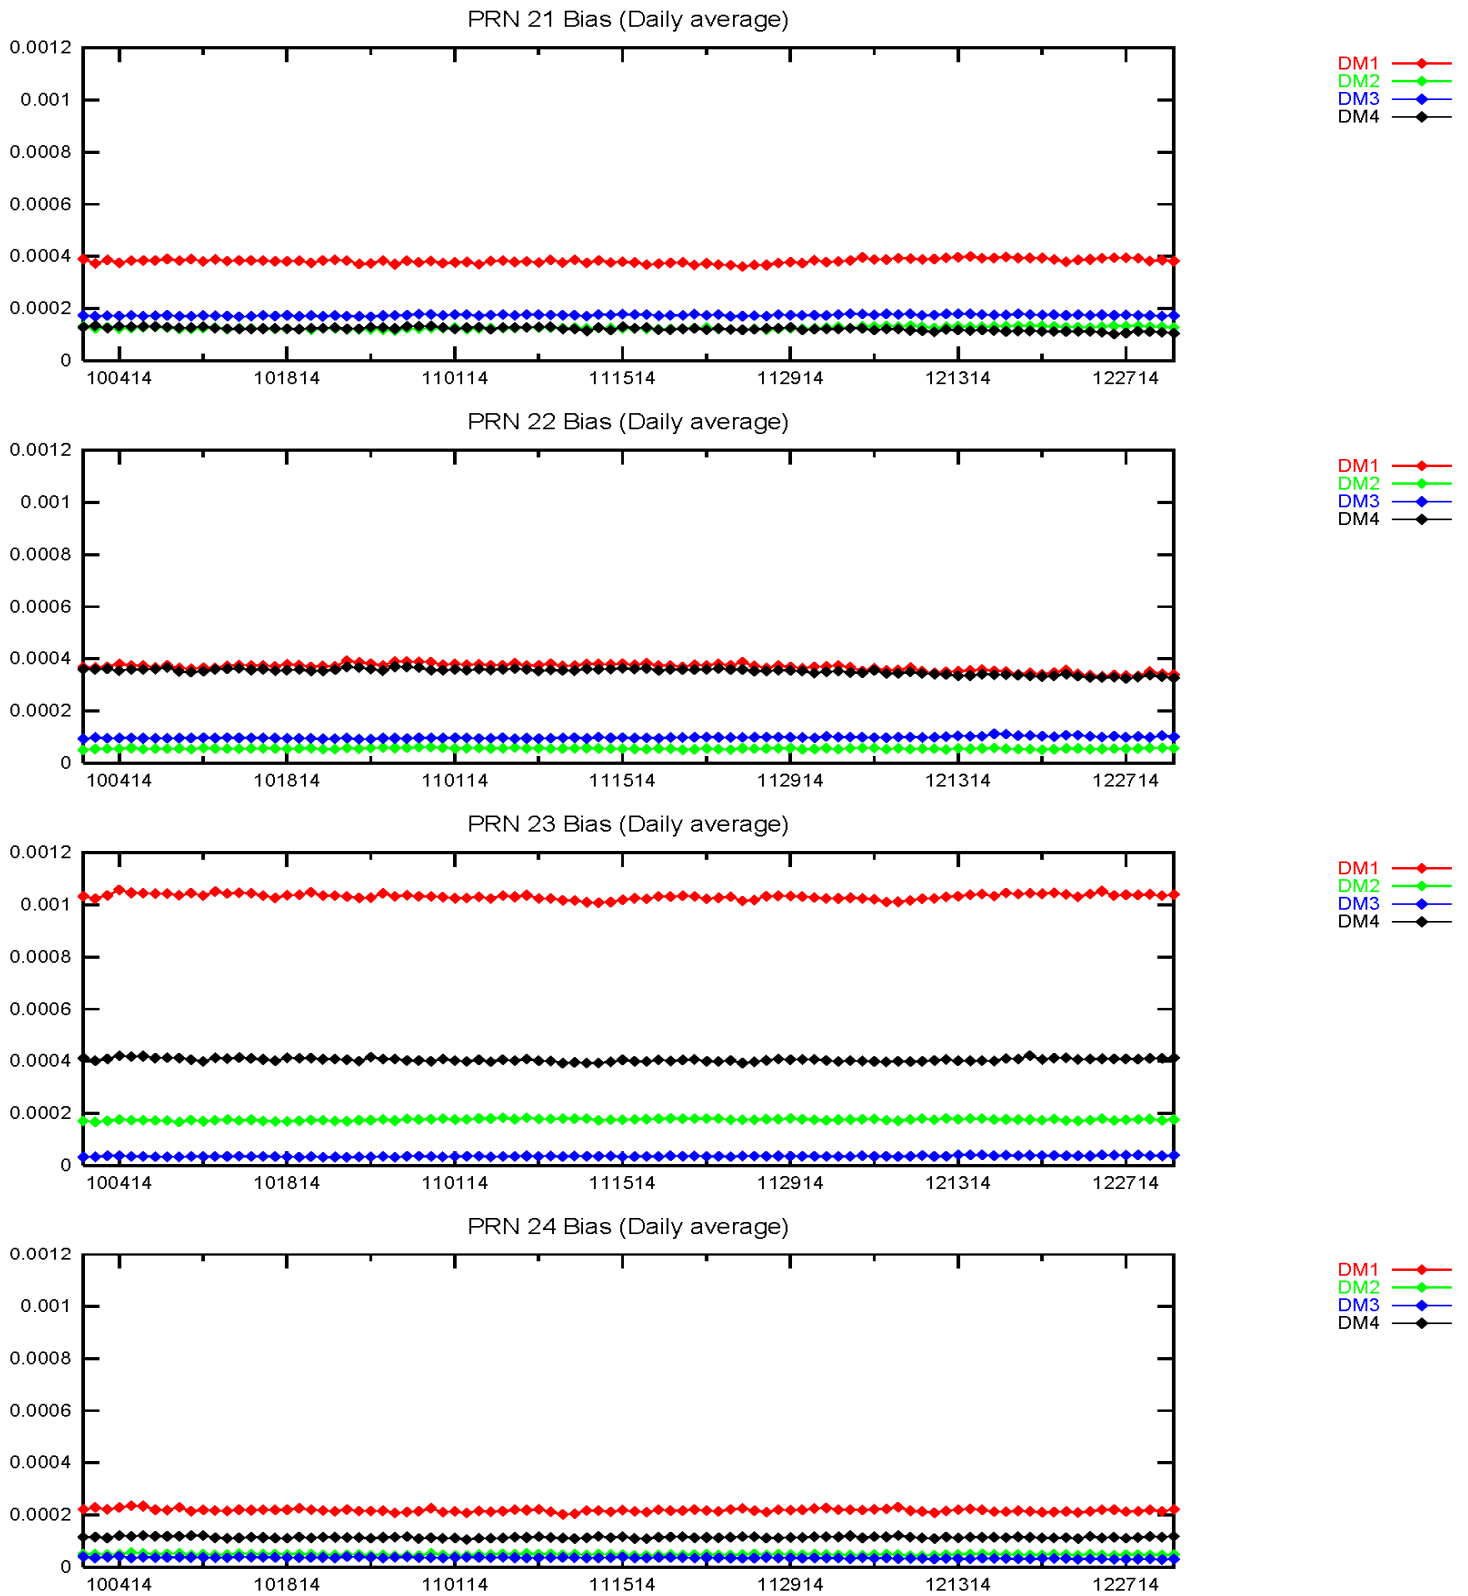 PRN 21 Bias (Daily average)
0.0012
0.001
0.0008
0.0006
0.0004
0.0002
0
100414 101814 110114 111514 112914 121314 122714
DM1
DM2
DM3
DM4
PRN 22 Bias (Daily average)
0.0012
0.001
0.0008
0.0006
0.0004
0.0002
0
100414 101814 110114 111514 112914 121314 122714
DM1
DM2
DM3
DM4
PRN 23 Bias (Daily average)
0.0012
0.001
0.0008
0.0006
0.0004
0.0002
0
100414 101814 110114 111514 112914 121314 122714
DM1
DM2
DM3
DM4
PRN 24 Bias (Daily average)
0.0012
0.001
0.0008
0.0006
0.0004
0.0002
0
100414 101814 110114 111514 112914 121314 122714
DM1
DM2
DM3
DM4